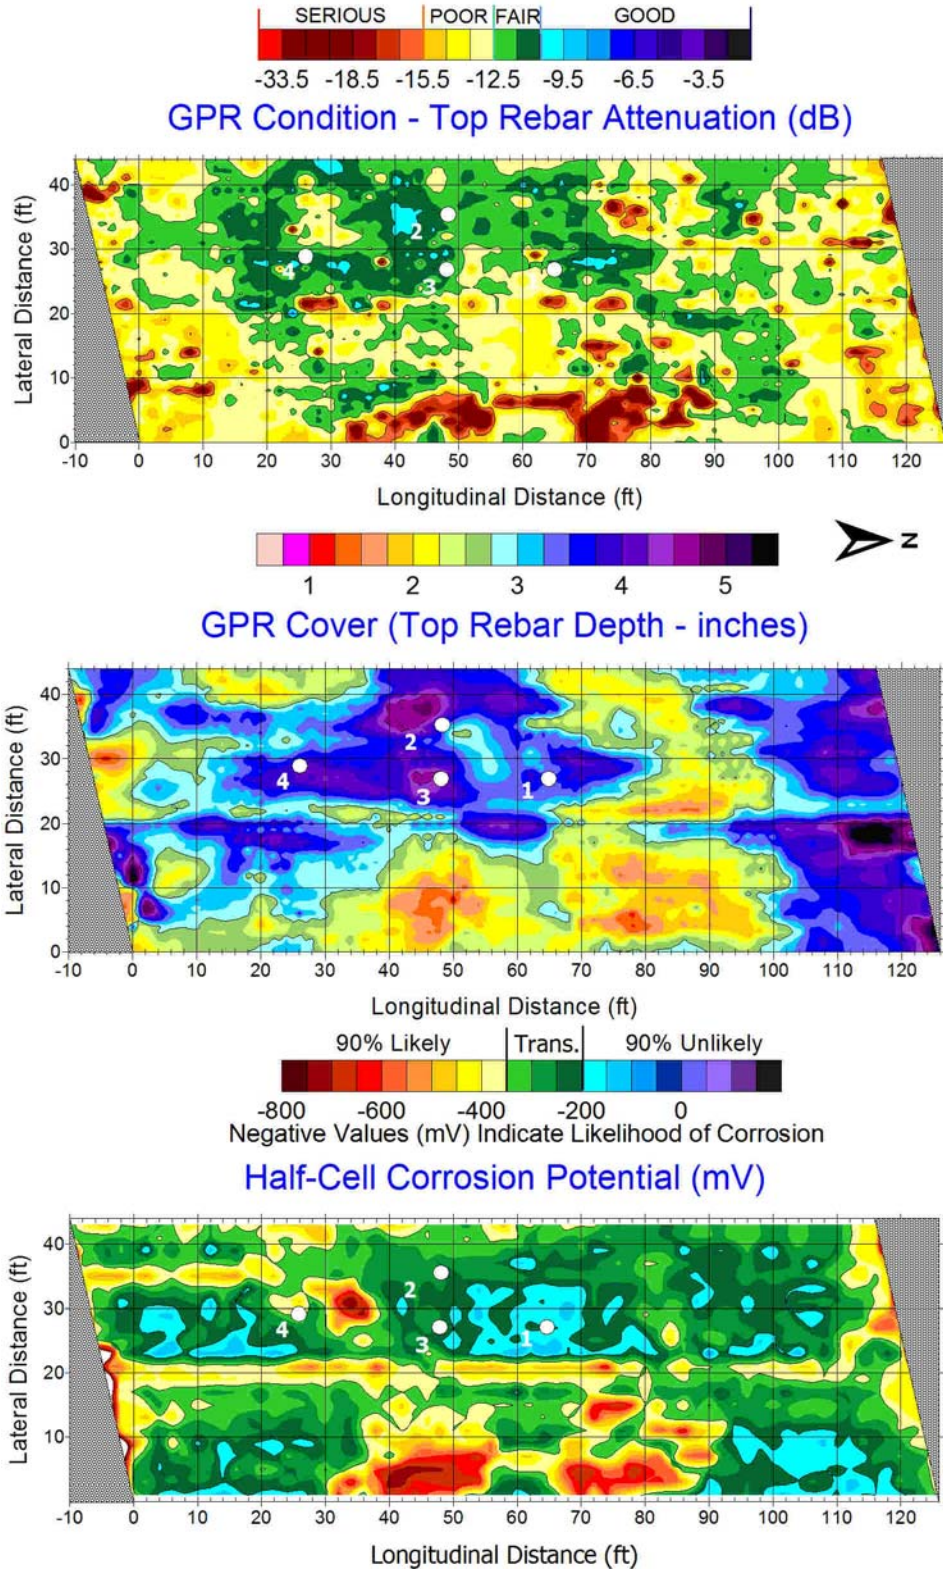 SERIOUS POOR FAIR GOOD
-33.5 -18.5 -15.5 -12.5 -9.5 -6.5 -3.5
GPR Condition - Top Rebar Attenuation (dB)
Lateral Distance (ft)
40
30
20
10
0
2
4
3
1
-10 0 10 20 30 40 50 60 70 80 90 100 110 120
Longitudinal Distance (ft)
N
1 2 3 4 5
GPR Cover (Top Rebar Depth - inches)
Lateral Distance (ft)
40
30
20
10
0
2
4
3
1
-10 0 10 20 30 40 50 60 70 80 90 100 110 120
Longitudinal Distance (ft)
90% Likely Trans. 90% Unlikely
-800 -600 -400 -200 0
Negative Values (mV) Indicate Likelihood of Corrosion
Half-Cell Corrosion Potential (mV)
Lateral Distance (ft)
40
30
20
10
2
4
3
1
-10 0 10 20 30 40 50 60 70 80 90 100 110 120
Longitudinal Distance (ft)